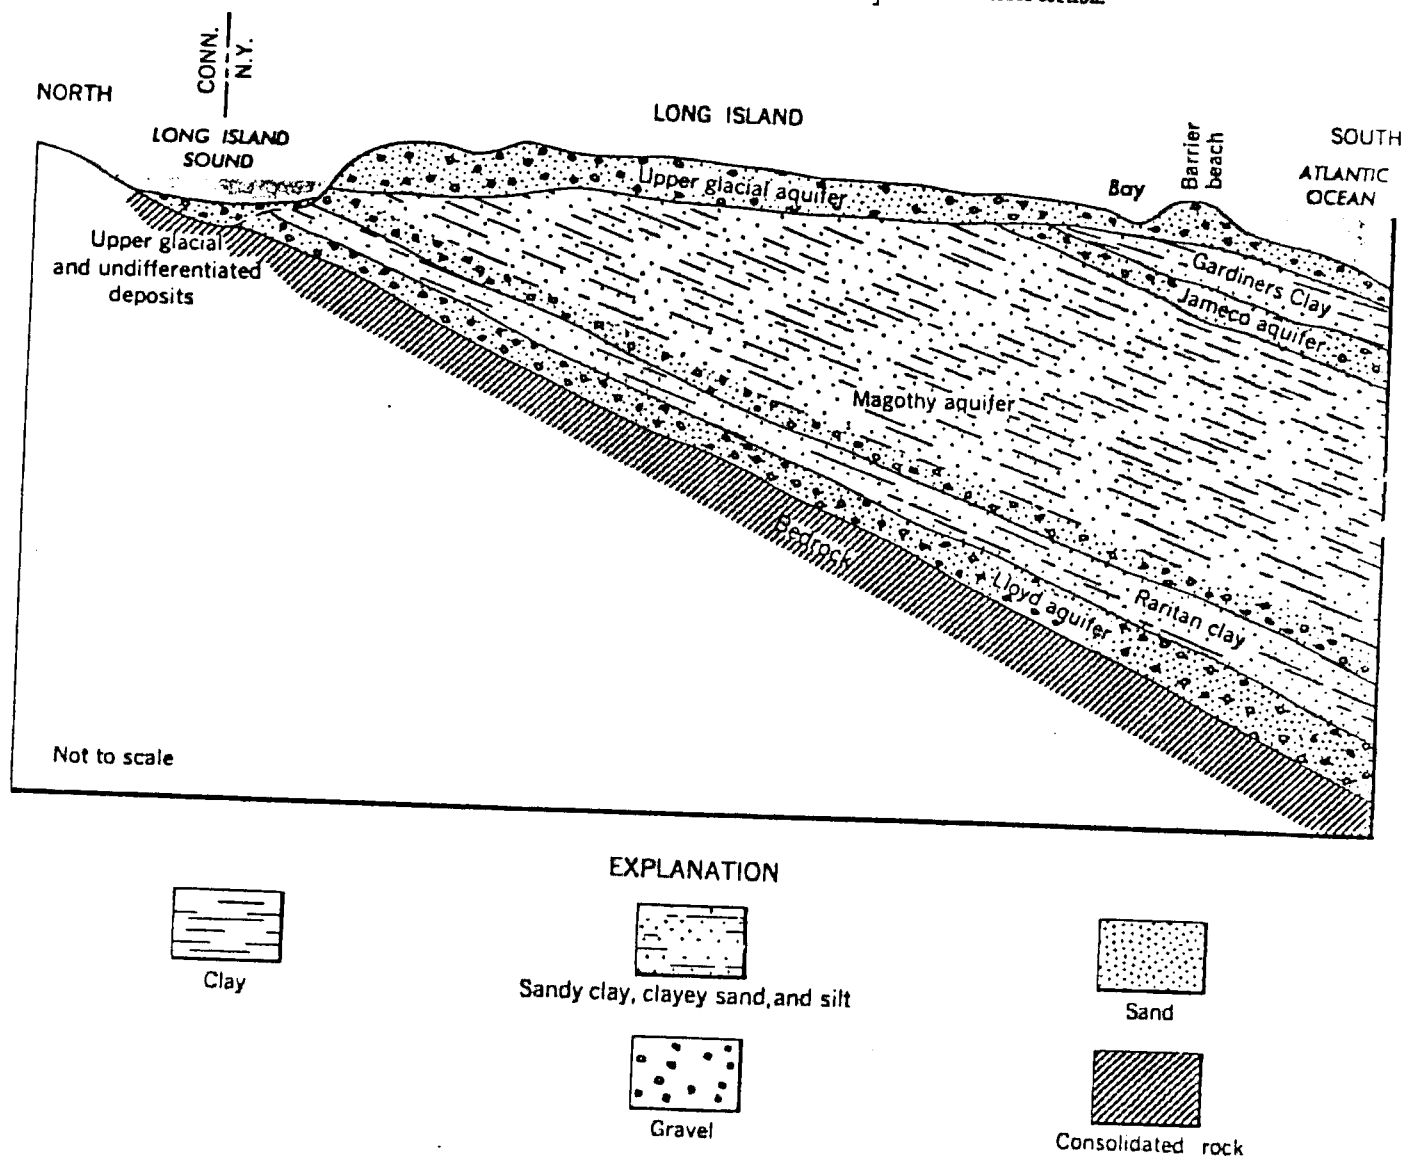 CONN.
N.Y.
NORTH
LONG ISLAND
SOUTH
LONG ISLAND
SOUND
Barrier
beach
ATLANTIC
OCEAN
Bay
Upper glacial aquifer
Upper glacial
and undifferentiated
deposits
Gardiners Clay
Jameco aquifer
Magothy aquifer
Bedrock
Lloyd aquifer
Raritan clay
Not to scale
EXPLANATION
Clay
Sandy clay, clayey sand, and silt
Sand
Gravel
Consolidated rock